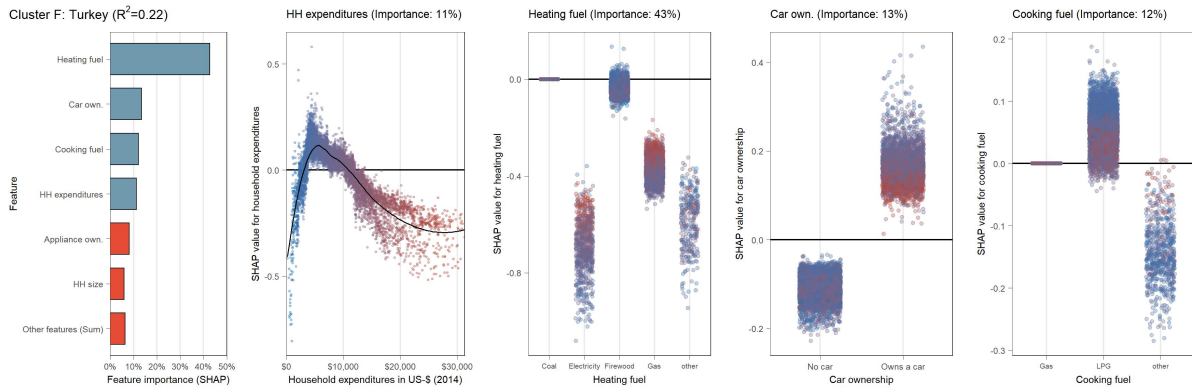 Cluster F: Turkey (R²=0.22)
Feature
Heating fuel
Car own.
Cooking fuel
HH expenditures
Appliance own.
HH size
Other features (Sum)
0% 10% 20% 30% 40% 50%
Feature importance (SHAP)
HH expenditures (Importance: 11%)
SHAP value for household expenditures
0.5
0.0
-0.5
$0 $10,000 $20,000 $30,000
Household expenditures in US-$ (2014)
Heating fuel (Importance: 43%)
SHAP value for heating fuel
0.0
-0.4
-0.8
Coal Electricity Firewood Gas other
Heating fuel
Car own. (Importance: 13%)
SHAP value for car ownership
0.4
0.2
0.0
-0.2
No car Owns a car
Car ownership
Cooking fuel (Importance: 12%)
SHAP value for cooking fuel
0.2
0.1
0.0
-0.1
-0.2
-0.3
Gas LPG other
Cooking fuel